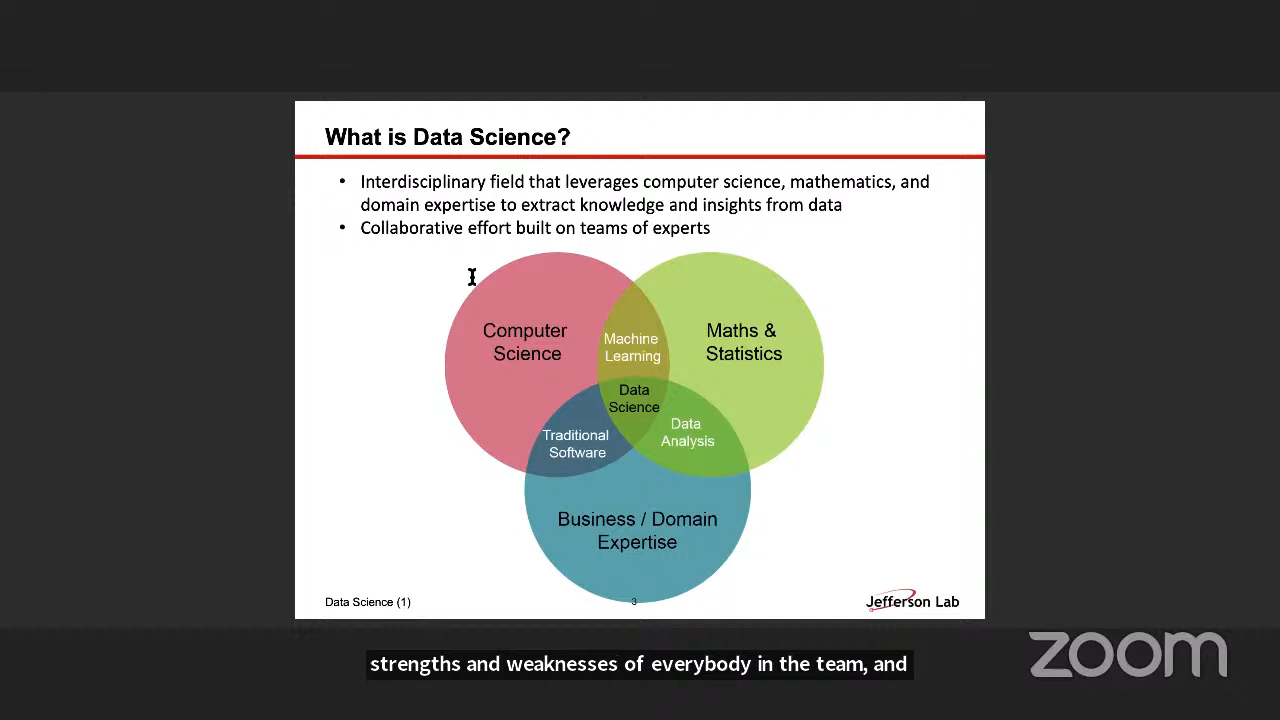 What is Data Science?
• Interdisciplinary field that leverages computer science, mathematics, and
domain expertise to extract knowledge and insights from data
• Collaborative effort built on teams of experts
Computer
Science
Machine
Learning
Maths &
Statistics
Data
Science
Traditional
Software
Data
Analysis
Business / Domain
Expertise
Data Science (1)
3
Jefferson Lab
strengths and weaknesses of everybody in the team, and
zoom